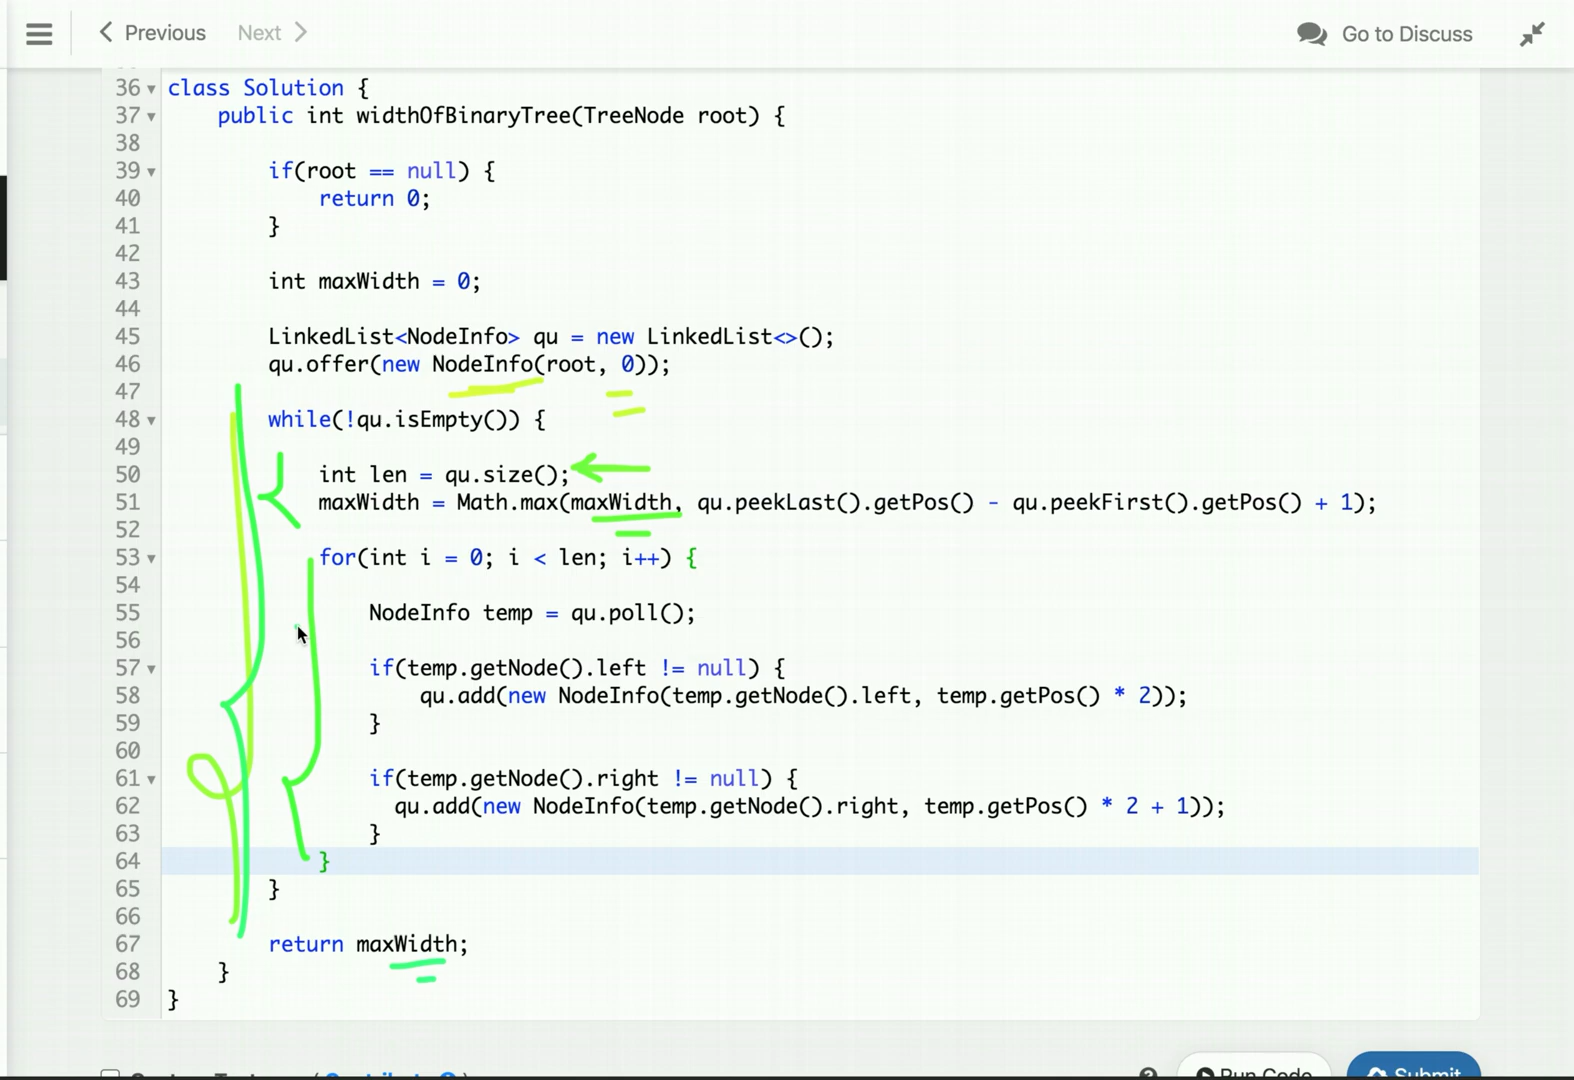 Previous Next Go to Discuss
36 class Solution {
37 public int widthOfBinaryTree(TreeNode root) {
38
39 if(root == null) {
40 return 0;
41 }
42
43 int maxWidth = 0;
44
45 LinkedList<NodeInfo> qu = new LinkedList<>();
46 qu.offer(new NodeInfo(root, 0));
47
48 while(!qu.isEmpty()) {
49
50 int len = qu.size();
51 maxWidth = Math.max(maxWidth, qu.peekLast().getPos() - qu.peekFirst().getPos() + 1);
52
53 for(int i = 0; i < len; i++) {
54
55 NodeInfo temp = qu.poll();
56
57 if(temp.getNode().left != null) {
58 qu.add(new NodeInfo(temp.getNode().left, temp.getPos() * 2));
59 }
60
61 if(temp.getNode().right != null) {
62 qu.add(new NodeInfo(temp.getNode().right, temp.getPos() * 2 + 1));
63 }
64 }
65 }
66
67 return maxWidth;
68 }
69 }
Run Code Submit